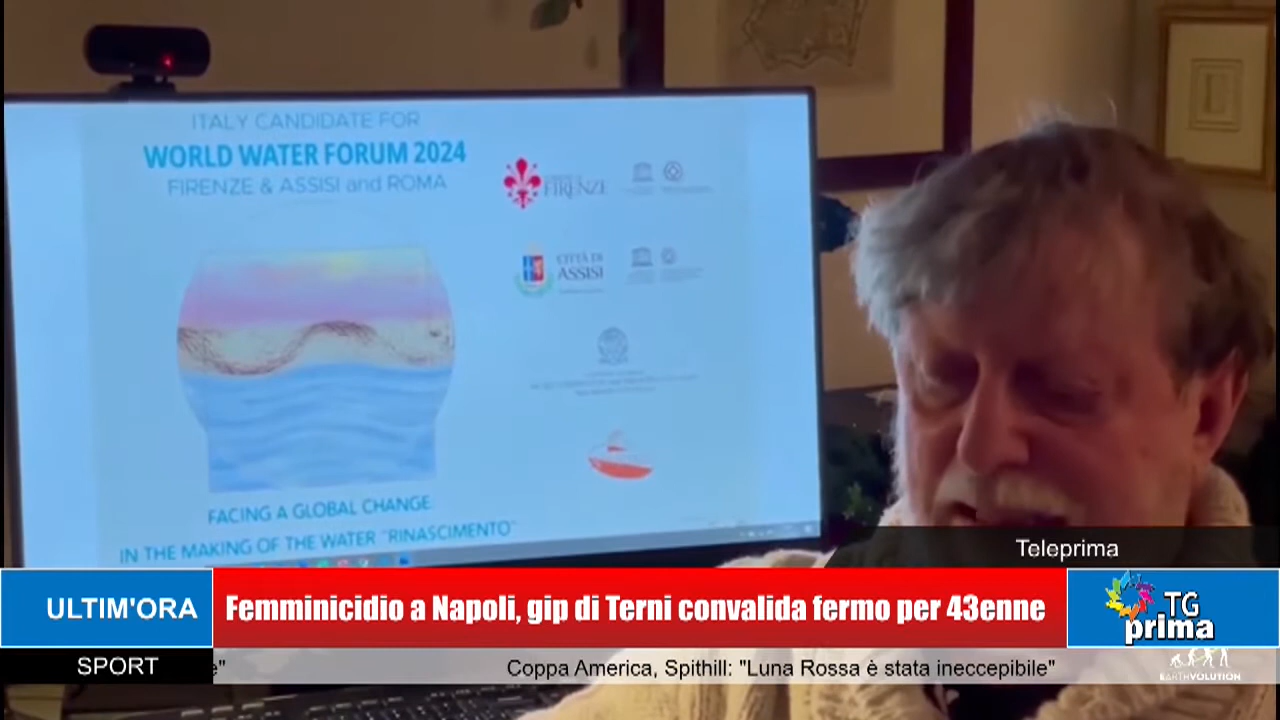 ITALY CANDIDATE FOR
WORLD WATER FORUM 2024
FIRENZE & ASSISI and ROMA
FIRENZE
CITTÀ DI
ASSISI
FACING A GLOBAL CHANGE
IN THE MAKING OF THE WATER "RINASCIMENTO"
Teleprima
ULTIM'ORA
Femminicidio a Napoli, gip di Terni convalida fermo per 43enne
TG
prima
SPORT
e"
Coppa America, Spithill: "Luna Rossa è stata ineccepibile"
EARTHVOLUTION